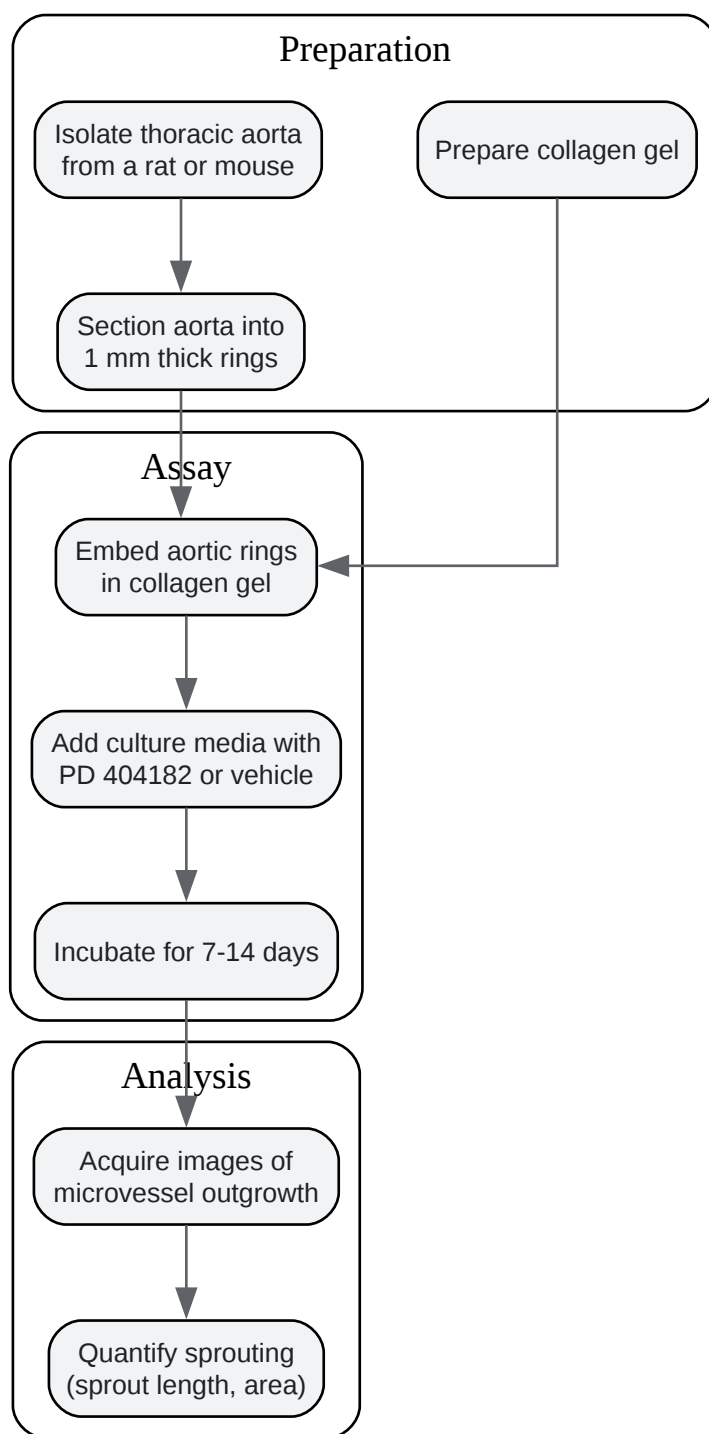 Preparation
Isolate thoracic aorta
from a rat or mouse
Prepare collagen gel
Section aorta into
1 mm thick rings
Assay
Embed aortic rings
in collagen gel
Add culture media with
PD 404182 or vehicle
Incubate for 7-14 days
Analysis
Acquire images of
microvessel outgrowth
Quantify sprouting
(sprout length, area)